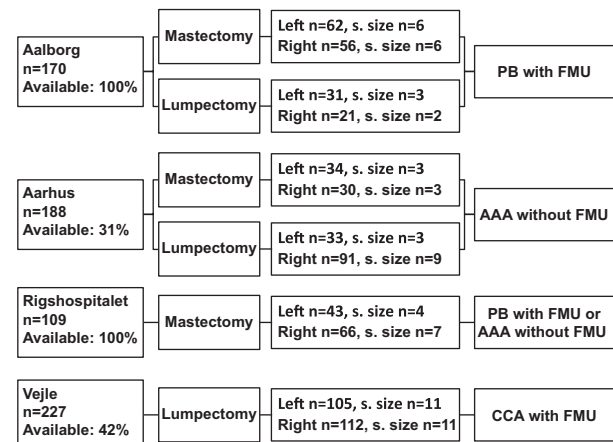 Aalborg
n=170
Available: 100%
Mastectomy
Left n=62, s. size n=6
Right n=56, s. size n=6
Lumpectomy
Left n=31, s. size n=3
Right n=21, s. size n=2
PB with FMU
Aarhus
n=188
Available: 31%
Mastectomy
Left n=34, s. size n=3
Right n=30, s. size n=3
Lumpectomy
Left n=33, s. size n=3
Right n=91, s. size n=9
AAA without FMU
Rigshospitalet
n=109
Available: 100%
Mastectomy
Left n=43, s. size n=4
Right n=66, s. size n=7
PB with FMU or
AAA without FMU
Vejle
n=227
Available: 42%
Lumpectomy
Left n=105, s. size n=11
Right n=112, s. size n=11
CCA with FMU